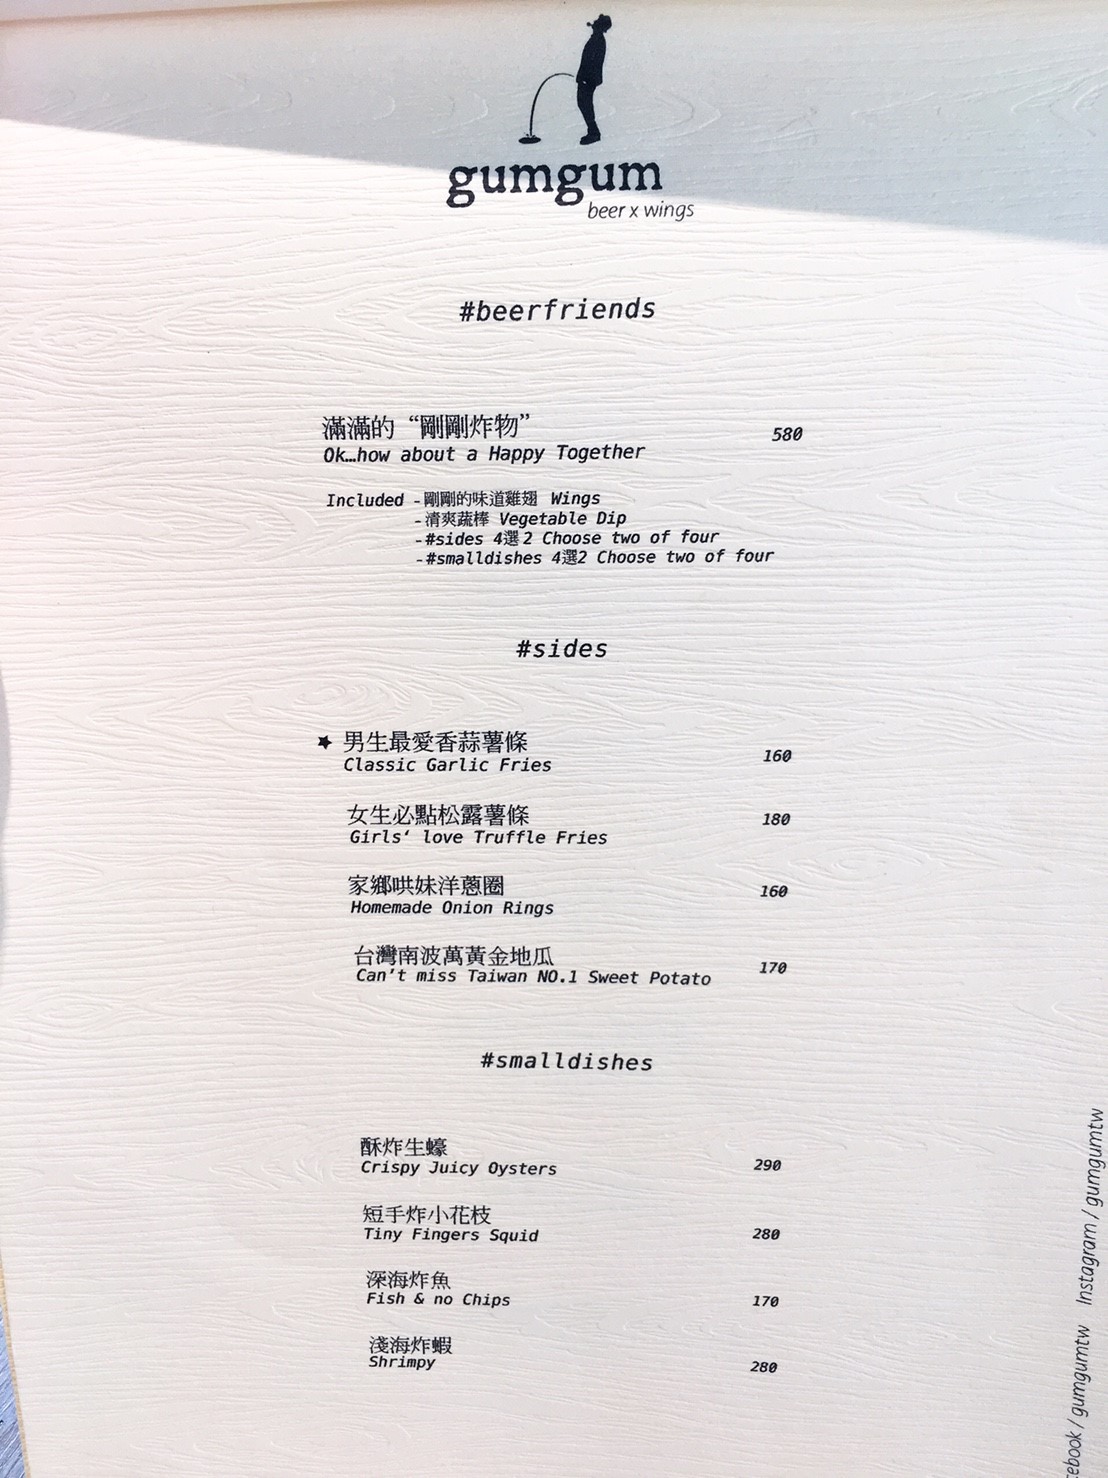 gumgum
beer x wings
#beerfriends
滿滿的 “剛剛炸物” 580
Ok…how about a Happy Together
Included -剛剛的味道雞翅 Wings
-清爽蔬棒 Vegetable Dip
-#sides 4選2 Choose two of four
-#smalldishes 4選2 Choose two of four
#sides
★ 男生最愛香蒜薯條 160
Classic Garlic Fries
女生必點松露薯條 180
Girls‘ love Truffle Fries
家鄉哄妹洋蔥圈 160
Homemade Onion Rings
台灣南波萬黃金地瓜 170
Can’t miss Taiwan NO.1 Sweet Potato
#smalldishes
酥炸生蠔 290
Crispy Juicy Oysters
短手炸小花枝 280
Tiny Fingers Squid
深海炸魚 170
Fish & no Chips
淺海炸蝦 280
Shrimpy
/ gumgumtw Instagram / gumgumtw